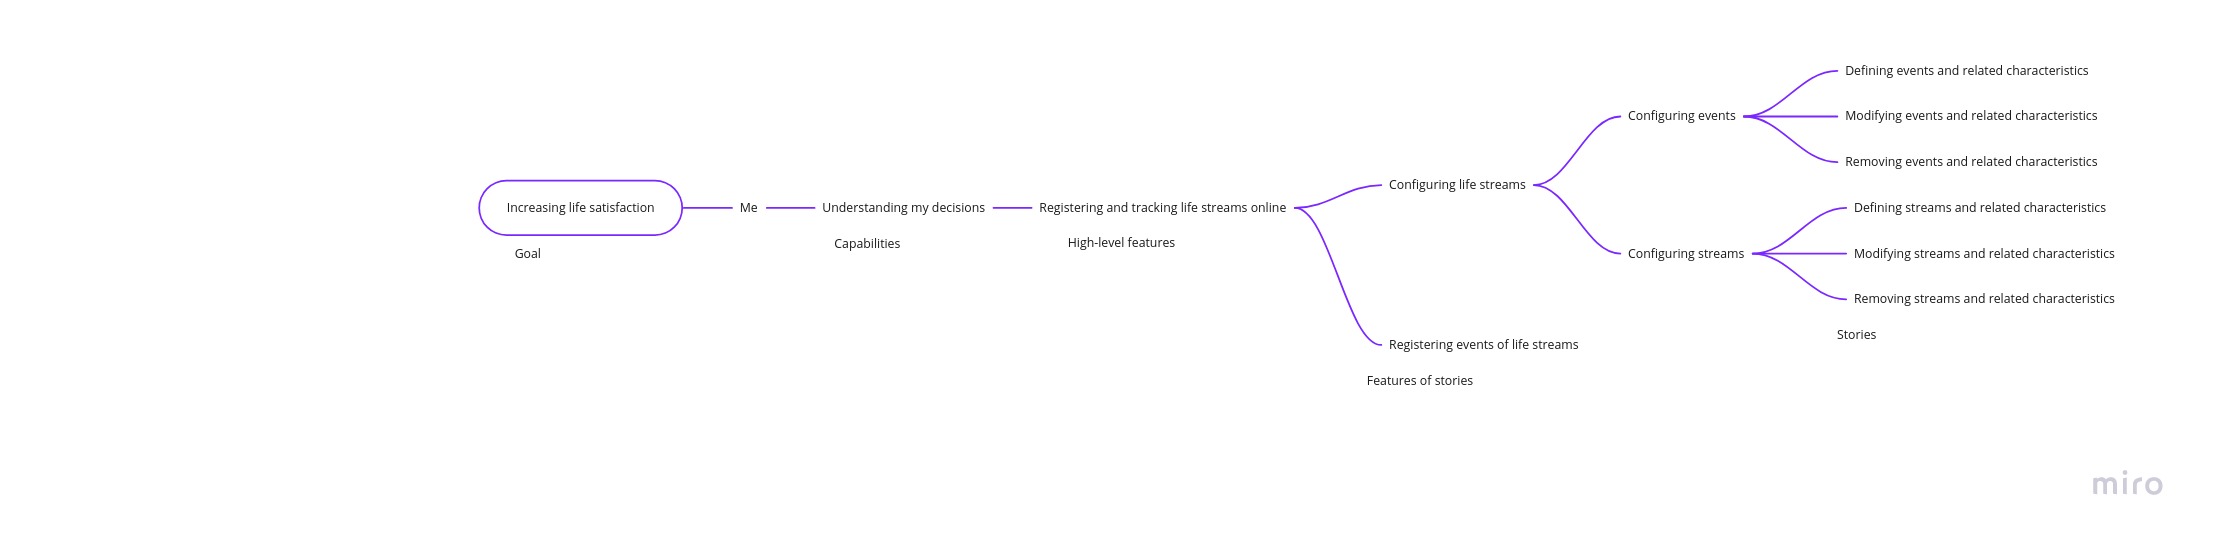 Increasing life satisfaction
Goal
Me
Understanding my decisions
Capabilities
Registering and tracking life streams online
High-level features
Configuring life streams
Configuring events
Defining events and related characteristics
Modifying events and related characteristics
Removing events and related characteristics
Configuring streams
Defining streams and related characteristics
Modifying streams and related characteristics
Removing streams and related characteristics
Stories
Registering events of life streams
Features of stories
miro